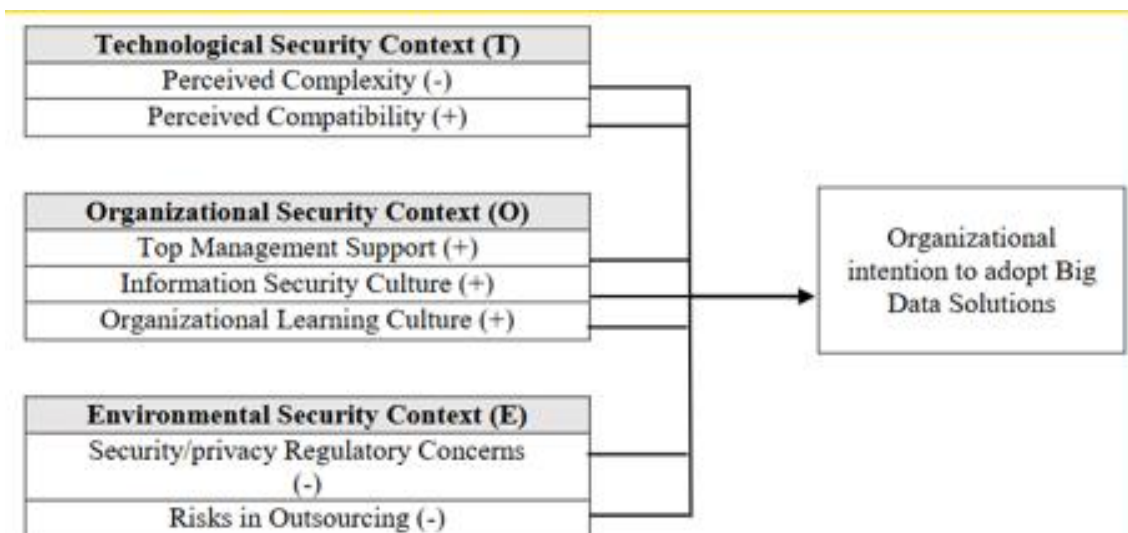 Technological Security Context (T)
Perceived Complexity (-)
Perceived Compatibility (+)
Organizational Security Context (O)
Top Management Support (+)
Information Security Culture (+)
Organizational Learning Culture (+)
Environmental Security Context (E)
Security/privacy Regulatory Concerns
(-)
Risks in Outsourcing (-)
Organizational
intention to adopt Big
Data Solutions